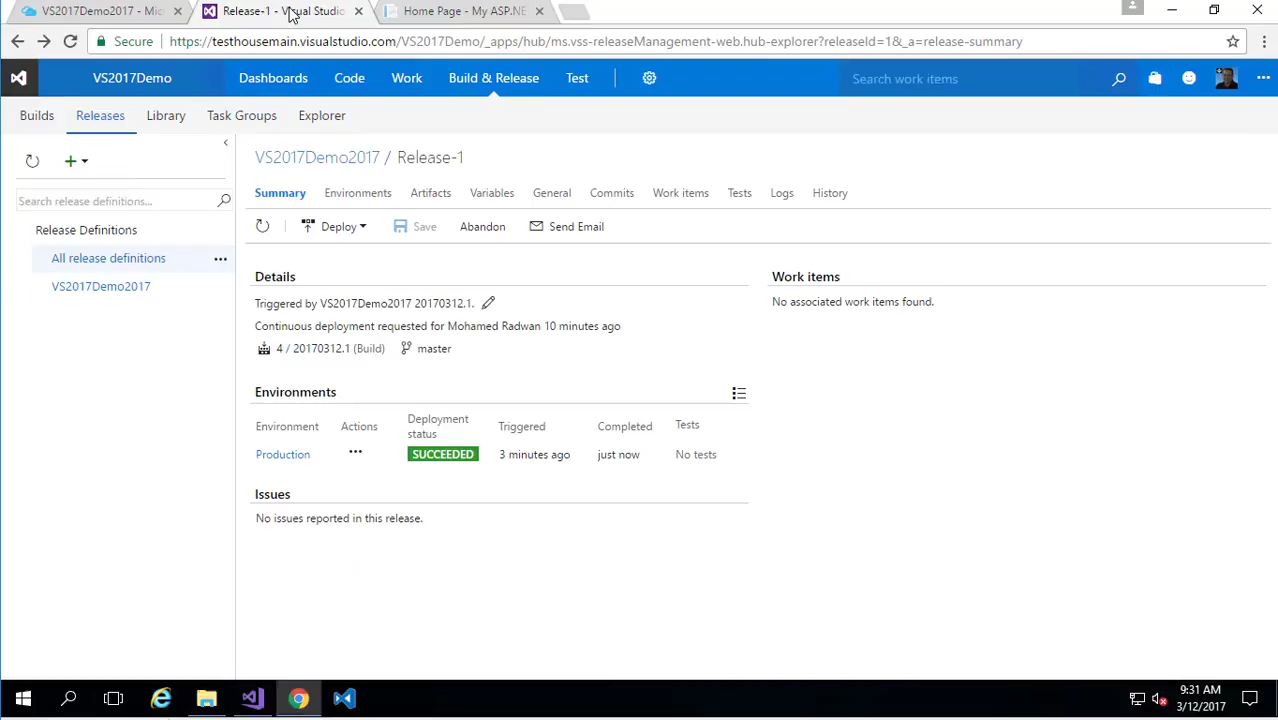 VS2017Demo2017 - Mic
Release-1 - Visual Studio
Home Page - My ASP.NE
Secure
https://testhousemain.visualstudio.com/VS2017Demo/_apps/hub/ms.vss-releaseManagement-web.hub-explorer?releaseId=1&_a=release-summary
VS2017Demo
Dashboards
Code
Work
Build & Release
Test
Search work items
Builds
Releases
Library
Task Groups
Explorer
Search release definitions...
Release Definitions
All release definitions
VS2017Demo2017
VS2017Demo2017 / Release-1
Summary
Environments
Artifacts
Variables
General
Commits
Work items
Tests
Logs
History
Deploy
Save
Abandon
Send Email
Details
Triggered by VS2017Demo2017 20170312.1.
Continuous deployment requested for Mohamed Radwan 10 minutes ago
4 / 20170312.1 (Build)
master
Work items
No associated work items found.
Environments
Environment
Actions
Deployment
status
Triggered
Completed
Tests
Production
SUCCEEDED
3 minutes ago
just now
No tests
Issues
No issues reported in this release.
9:31 AM
3/12/2017